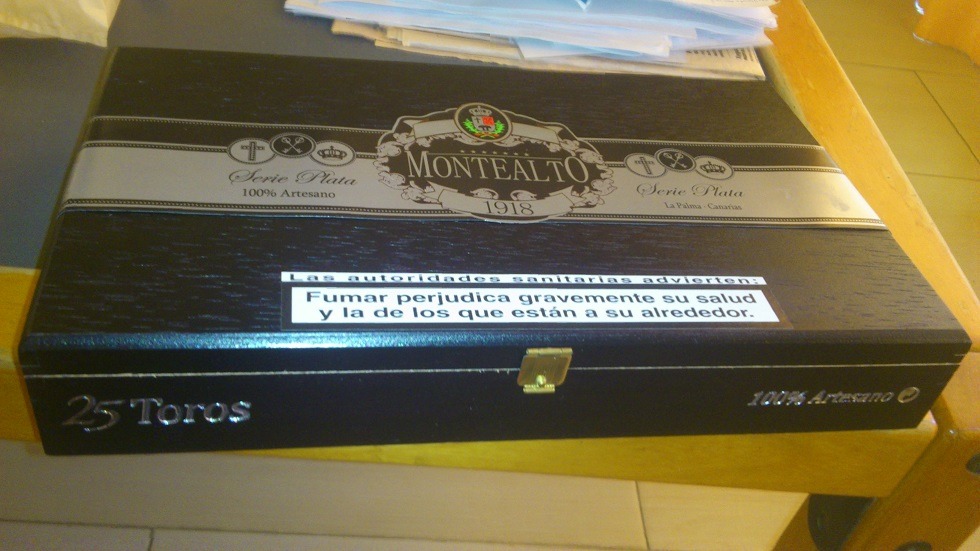 MONTEALTO
1918
Serie Plata
100% Artesano
Serie Plata
La Palma - Canarias
Las autoridades sanitarias advierten:
Fumar perjudica gravemente su salud
y la de los que están a su alrededor.
25 Toros
100% Artesano